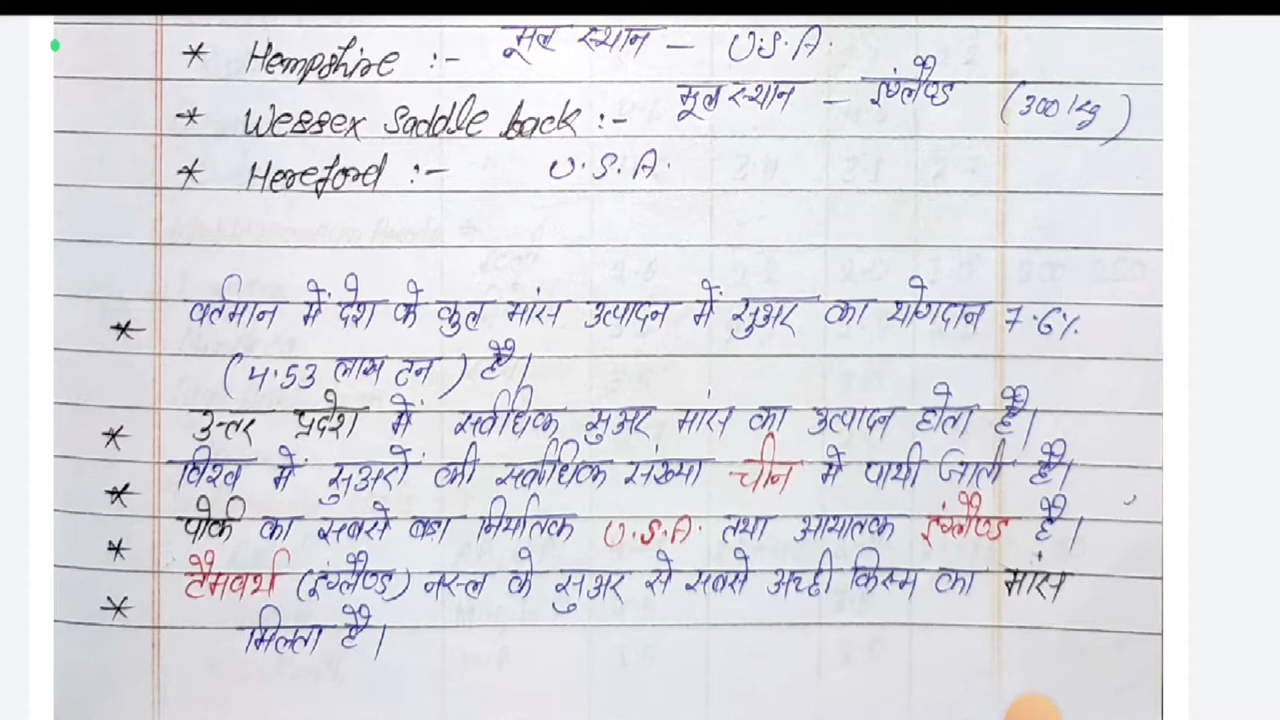 * Hempshire :- मूल स्थान - U.S.A.
* Wessex Saddle back :- मूल स्थान - इंग्लैण्ड (300 kg)
* Hereford :- U.S.A.
* वर्तमान में देश के कुल मांस उत्पादन में सुअर का योगदान 7.6%
(4.53 लाख टन) है।
* उत्तर प्रदेश में सर्वाधिक सुअर मांस का उत्पादन होता है।
* विश्व में सुअरों की सर्वाधिक संख्या चीन में पायी जाती है।
* पोर्क का सबसे बड़ा निर्यातक U.S.A. तथा आयातक इंग्लैण्ड है।
* टैमवर्थ (इंग्लैण्ड) नस्ल के सुअर से सबसे अच्छी किस्म का मांस
मिलता है।